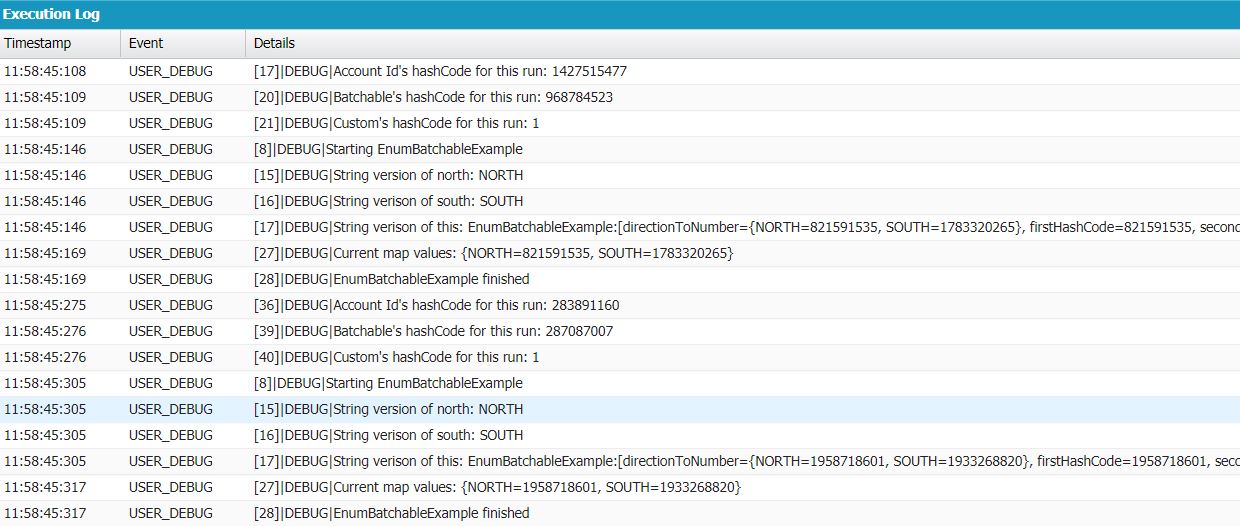 Execution Log
Timestamp Event Details
11:58:45:108 USER_DEBUG [17]|DEBUG|Account Id's hashCode for this run: 1427515477
11:58:45:109 USER_DEBUG [20]|DEBUG|Batchable's hashCode for this run: 968784523
11:58:45:109 USER_DEBUG [21]|DEBUG|Custom's hashCode for this run: 1
11:58:45:146 USER_DEBUG [8]|DEBUG|Starting EnumBatchableExample
11:58:45:146 USER_DEBUG [15]|DEBUG|String version of north: NORTH
11:58:45:146 USER_DEBUG [16]|DEBUG|String verison of south: SOUTH
11:58:45:146 USER_DEBUG [17]|DEBUG|String verison of this: EnumBatchableExample:[directionToNumber={NORTH=821591535, SOUTH=1783320265}, firstHashCode=821591535, second
11:58:45:169 USER_DEBUG [27]|DEBUG|Current map values: {NORTH=821591535, SOUTH=1783320265}
11:58:45:169 USER_DEBUG [28]|DEBUG|EnumBatchableExample finished
11:58:45:275 USER_DEBUG [36]|DEBUG|Account Id's hashCode for this run: 283891160
11:58:45:276 USER_DEBUG [39]|DEBUG|Batchable's hashCode for this run: 287087007
11:58:45:276 USER_DEBUG [40]|DEBUG|Custom's hashCode for this run: 1
11:58:45:305 USER_DEBUG [8]|DEBUG|Starting EnumBatchableExample
11:58:45:305 USER_DEBUG [15]|DEBUG|String version of north: NORTH
11:58:45:305 USER_DEBUG [16]|DEBUG|String verison of south: SOUTH
11:58:45:305 USER_DEBUG [17]|DEBUG|String verison of this: EnumBatchableExample:[directionToNumber={NORTH=1958718601, SOUTH=1933268820}, firstHashCode=1958718601, seco
11:58:45:317 USER_DEBUG [27]|DEBUG|Current map values: {NORTH=1958718601, SOUTH=1933268820}
11:58:45:317 USER_DEBUG [28]|DEBUG|EnumBatchableExample finished